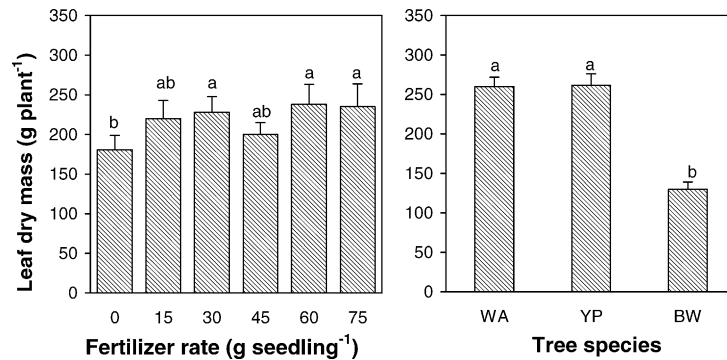 Leaf dry mass (g plant⁻¹)
350
300
250
200
150
100
50
0
b
ab
a
ab
a
a
0 15 30 45 60 75
Fertilizer rate (g seedling⁻¹)
350
300
250
200
150
100
50
0
a
a
b
WA YP BW
Tree species